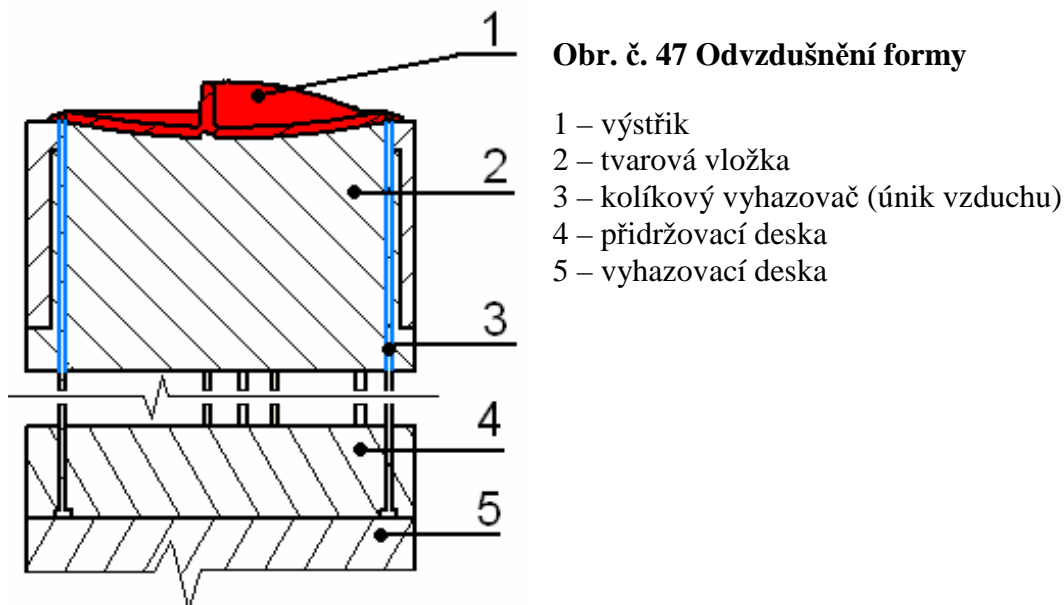 1
2
3
4
5
Obr. č. 47 Odvzdušnění formy
1 – výstřik
2 – tvarová vložka
3 – kolíkový vyhazovač (únik vzduchu)
4 – přidržovací deska
5 – vyhazovací deska